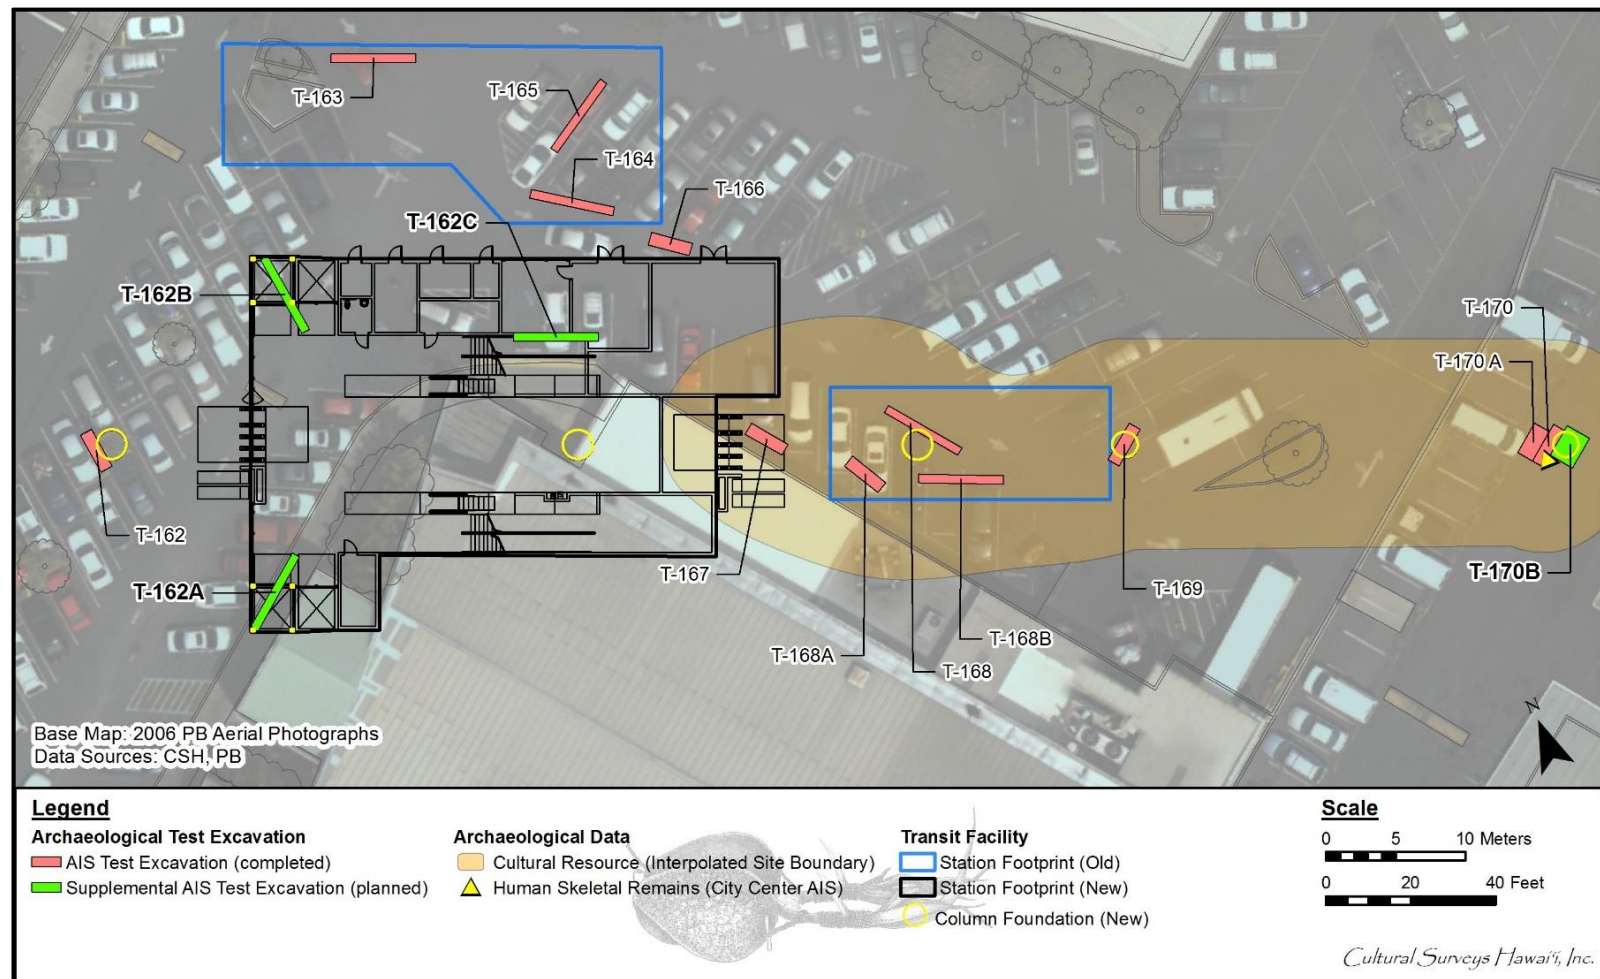 T-163
T-165
T-164
T-166
T-162C
T-162B
T-170
T-170 A
T-162
T-167
T-170B
T-162A
T-169
T-168B
T-168A
T-168
N
Base Map: 2006 PB Aerial Photographs
Data Sources: CSH, PB
Legend
Archaeological Test Excavation
AIS Test Excavation (completed)
Supplemental AIS Test Excavation (planned)
Archaeological Data
Cultural Resource (Interpolated Site Boundary)
Human Skeletal Remains (City Center AIS)
Transit Facility
Station Footprint (Old)
Station Footprint (New)
Column Foundation (New)
Scale
0 5 10 Meters
0 20 40 Feet
Cultural Surveys Hawaiʻi, Inc.